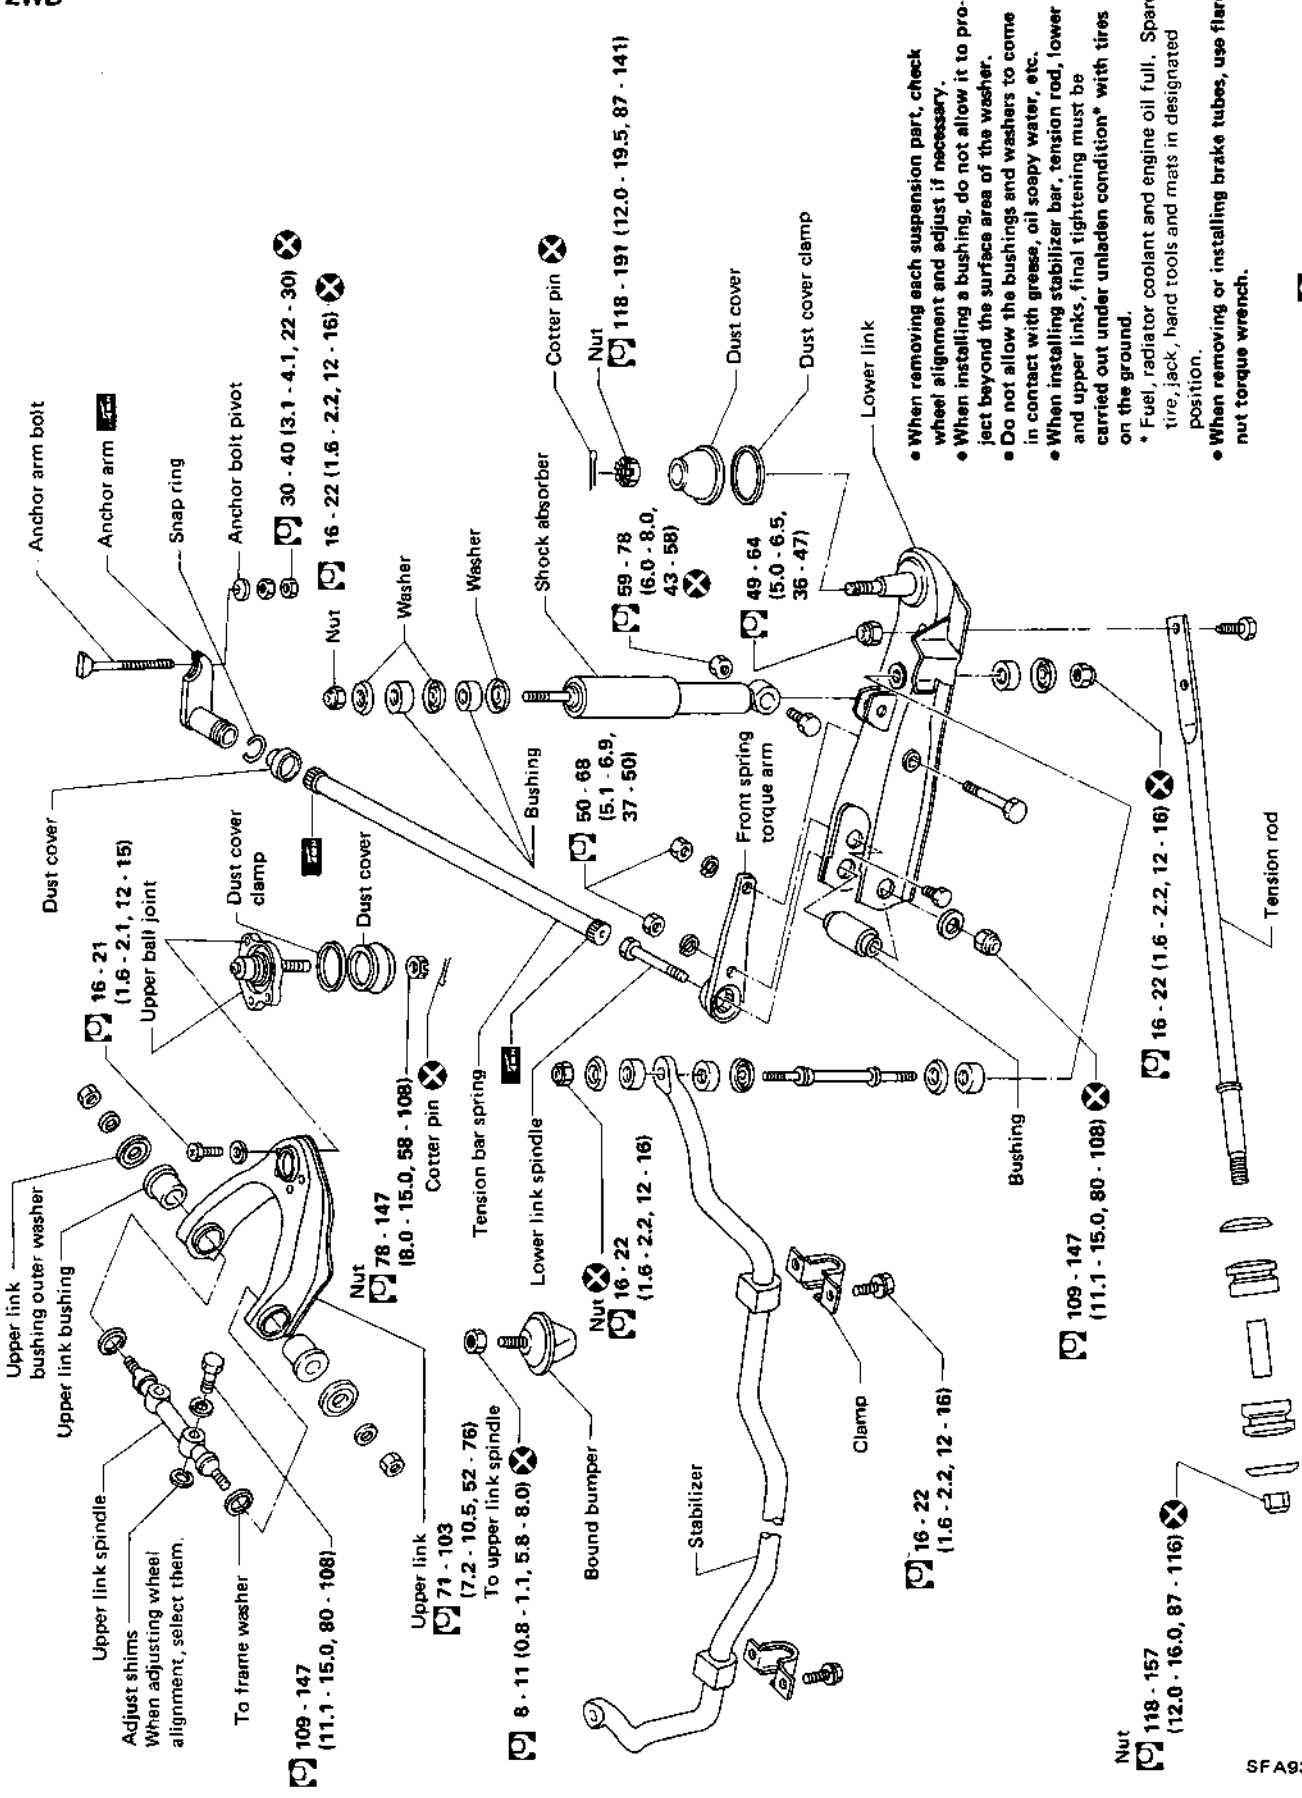 2WD
Anchor arm bolt
Anchor arm
Snap ring
Anchor bolt pivot
30 - 40 (3.1 - 4.1, 22 - 30)
Nut
16 - 22 (1.6 - 2.2, 12 - 16)
Washer
Washer
Shock absorber
Cotter pin
Nut
118 - 191 (12.0 - 19.5, 87 - 141)
Dust cover
Dust cover clamp
Lower link
59 - 78
(6.0 - 8.0,
43 - 58)
49 - 64
(5.0 - 6.5,
36 - 47)
Dust cover
16 - 21
(1.6 - 2.1, 12 - 15)
Upper ball joint
Dust cover
clamp
Dust cover
Bushing
50 - 68
(5.1 - 6.9,
37 - 50)
Front spring
torque arm
Upper link
bushing outer washer
Upper link bushing
Nut
78 - 147
(8.0 - 15.0, 58 - 108)
Cotter pin
Tension bar spring
Lower link spindle
Nut
16 - 22
(1.6 - 2.2, 12 - 16)
Bushing
109 - 147
(11.1 - 15.0, 80 - 108)
16 - 22 (1.6 - 2.2, 12 - 16)
Tension rod
Upper link spindle
Adjust shims
When adjusting wheel
alignment, select them.
To frame washer
109 - 147
(11.1 - 15.0, 80 - 108)
Upper link
71 - 103
(7.2 - 10.5, 52 - 76)
To upper link spindle
8 - 11 (0.8 - 1.1, 5.8 - 8.0)
Bound bumper
Stabilizer
Clamp
16 - 22
(1.6 - 2.2, 12 - 16)
Nut
118 - 157
(12.0 - 16.0, 87 - 116)
● When removing each suspension part, check
wheel alignment and adjust if necessary.
● When installing a bushing, do not allow it to pro-
ject beyond the surface area of the washer.
● Do not allow the bushings and washers to come
in contact with grease, oil soapy water, etc.
● When installing stabilizer bar, tension rod, lower
and upper links, final tightening must be
carried out under unladen condition* with tires
on the ground.
* Fuel, radiator coolant and engine oil full.
tire, jack, hand tools and mats in designated
position.
● When removing or installing brake tubes, use
nut torque wrench.